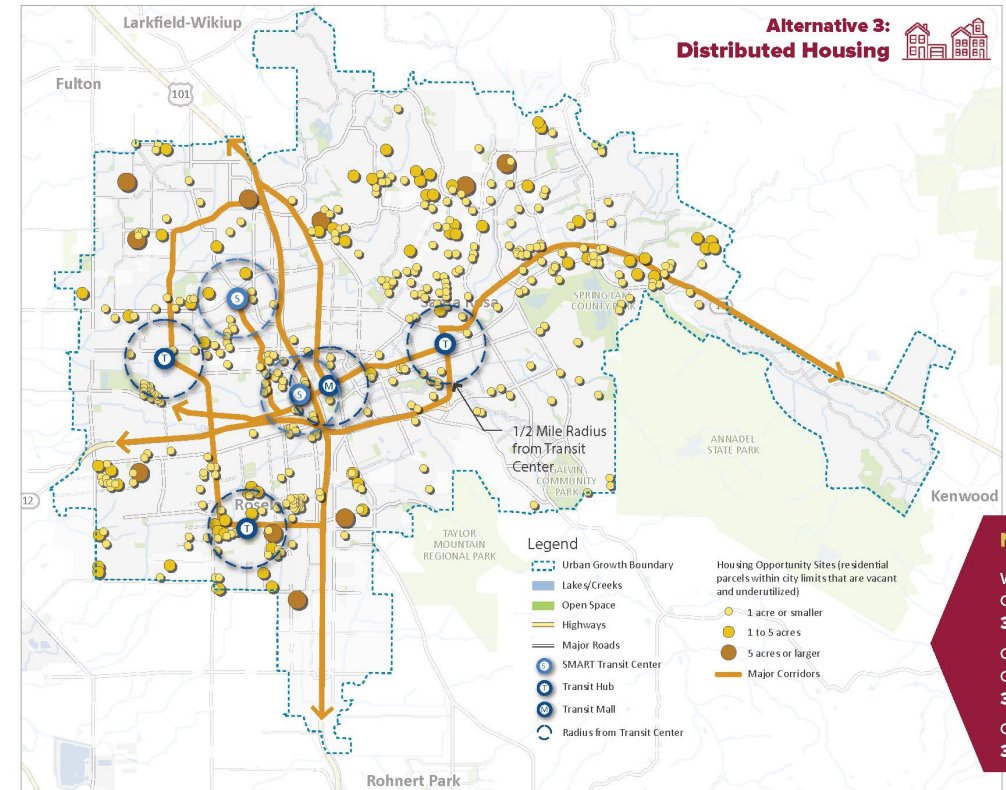 Alternative 3:
Distributed Housing
Larkfield-Wikiup
Fulton
101
S
SPRING LAKE
COUNTY PARK
T
T
M
S
1/2 Mile Radius
from Transit
Center
ANNADEL
STATE PARK
GALVIN
COMMUNITY
PARK
12
Kenwood
T
TAYLOR
MOUNTAIN
REGIONAL PARK
Legend
Urban Growth Boundary
Lakes/Creeks
Open Space
Highways
Major Roads
S
SMART Transit Center
T
Transit Hub
M
Transit Mall
Radius from Transit Center
Housing Opportunity Sites (residential
parcels within city limits that are vacant
and underutilized)
1 acre or smaller
1 to 5 acres
5 acres or larger
Major Corridors
Rohnert Park